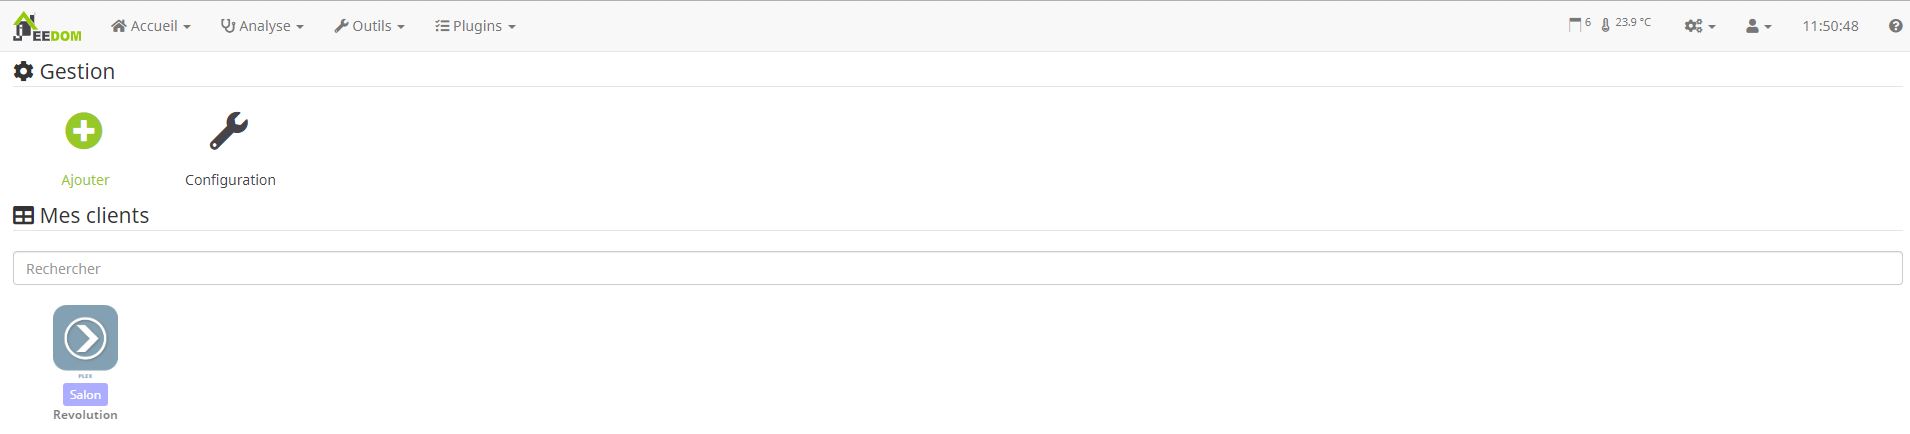 EEDOM Accueil Analyse Outils Plugins 6 23.9 °C 11:50:48
Gestion
Ajouter Configuration
Mes clients
Rechercher
PLEX
Salon
Revolution